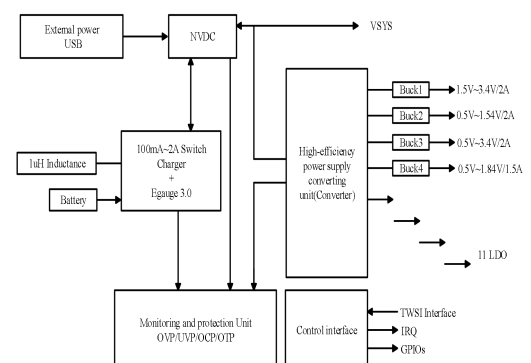 External power
USB
NVDC
VSYS
Buck1
1.5V~3.4V/2A
Buck2
0.5V~1.54V/2A
Buck3
0.5V~3.4V/2A
Buck4
0.5V~1.84V/1.5A
High-efficiency
power supply
converting
unit(Converter)
100mA~2A Switch
Charger
+
Egauge 3.0
1uH Inductance
Battery
11 LDO
Monitoring and protection Unit
OVP/UVP/OCP/OTP
Control interface
TWSI Interface
IRQ
GPIOs